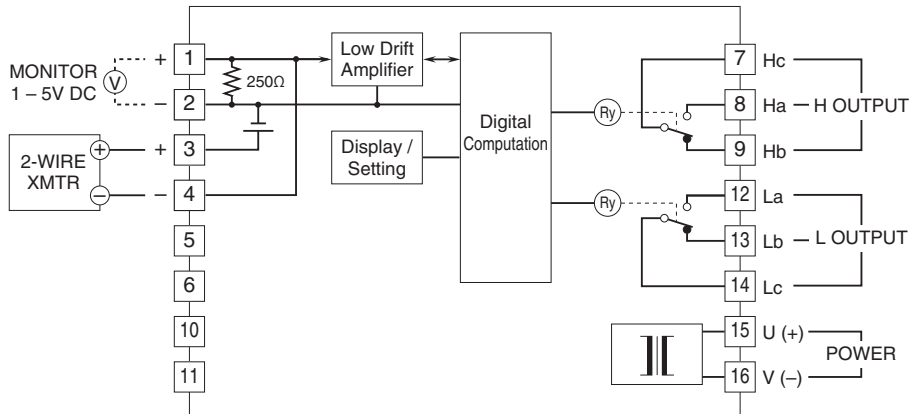 MONITOR
1 – 5V DC
V
+
–
1
2
250Ω
Low Drift
Amplifier
2-WIRE
XMTR
+
–
+
–
3
4
5
6
10
11
Display /
Setting
Digital
Computation
Ry
Ry
7 Hc
8 Ha
9 Hb
H OUTPUT
12 La
13 Lb
14 Lc
L OUTPUT
15 U (+)
16 V (–)
POWER